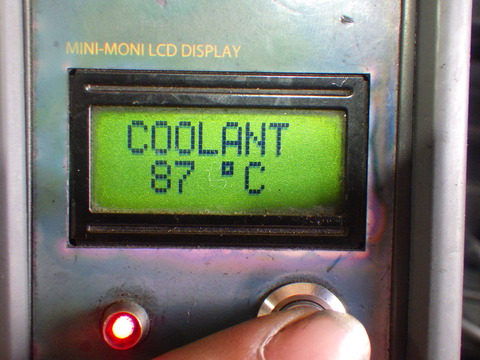 MINI-MONI LCD DISPLAY
COOLANT
87 °C